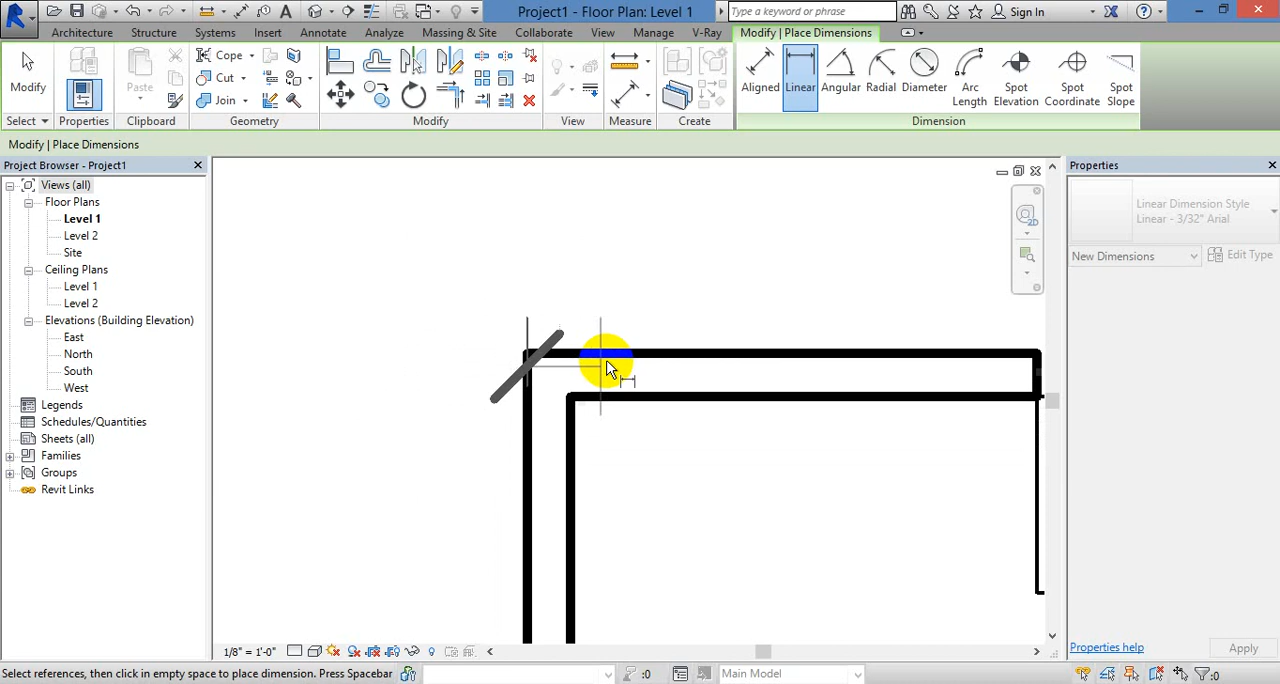 Project1 - Floor Plan: Level 1
Type a keyword or phrase
Sign In
Architecture Structure Systems Insert Annotate Analyze Massing & Site Collaborate View Manage V-Ray Modify | Place Dimensions
Modify
Paste
Cope
Cut
Join
Aligned Linear Angular Radial Diameter Arc Length Spot Elevation Spot Coordinate Spot Slope
Select Properties Clipboard Geometry Modify View Measure Create Dimension
Modify | Place Dimensions
Project Browser - Project1
Views (all)
Floor Plans
Level 1
Level 2
Site
Ceiling Plans
Level 1
Level 2
Elevations (Building Elevation)
East
North
South
West
Legends
Schedules/Quantities
Sheets (all)
Families
Groups
Revit Links
2D
Properties
Linear Dimension Style
Linear - 3/32" Arial
New Dimensions
Edit Type
Properties help
Apply
1/8" = 1'-0"
Select references, then click in empty space to place dimension. Press Spacebar
:0
Main Model
:0